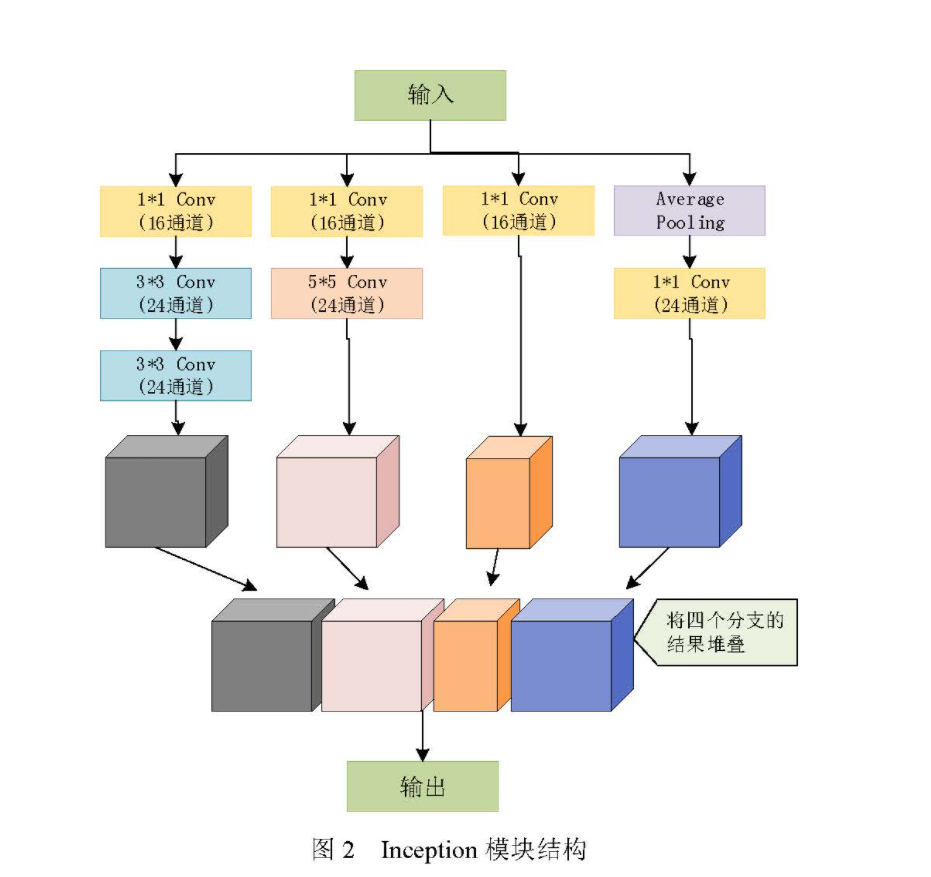 输入
1*1 Conv
(16通道)
1*1 Conv
(16通道)
1*1 Conv
(16通道)
Average
Pooling
3*3 Conv
(24通道)
5*5 Conv
(24通道)
1*1 Conv
(24通道)
3*3 Conv
(24通道)
将四个分支的
结果堆叠
输出
图 2 Inception 模块结构